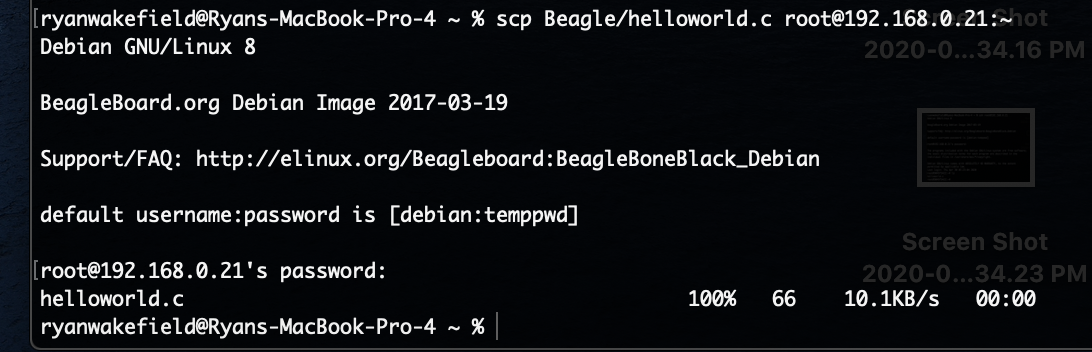 [ryanwakefield@Ryans-MacBook-Pro-4 ~ % scp Beagle/helloworld.c root@192.168.0.21:~
Debian GNU/Linux 8
BeagleBoard.org Debian Image 2017-03-19
Support/FAQ: http://elinux.org/Beagleboard:BeagleBoneBlack_Debian
default username:password is [debian:temppwd]
[root@192.168.0.21's password:
helloworld.c 100% 66 10.1KB/s 00:00
ryanwakefield@Ryans-MacBook-Pro-4 ~ %
Screen Shot
2020-0...34.16 PM
Screen Shot
2020-0...34.23 PM